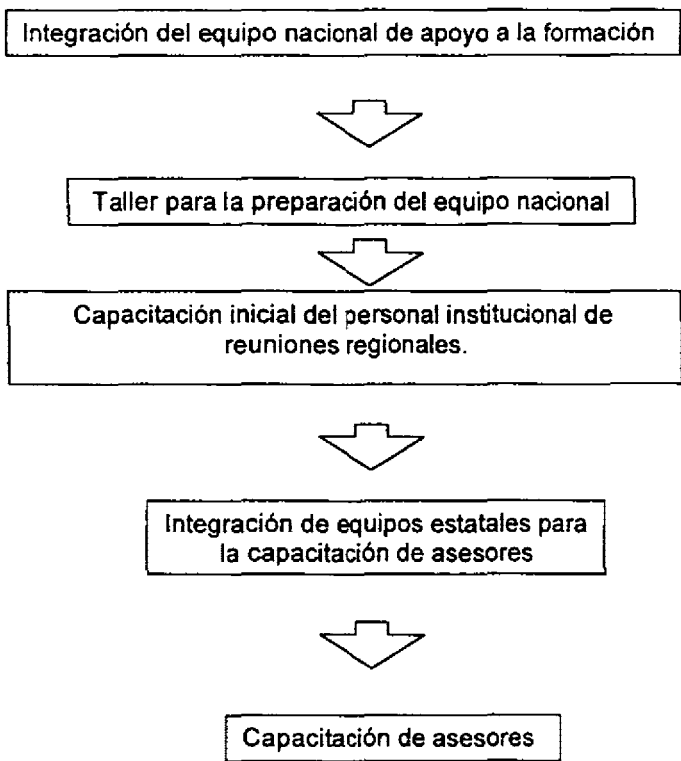 Integración del equipo nacional de apoyo a la formación
Taller para la preparación del equipo nacional
Capacitación inicial del personal institucional de
reuniones regionales.
Integración de equipos estatales para
la capacitación de asesores
Capacitación de asesores